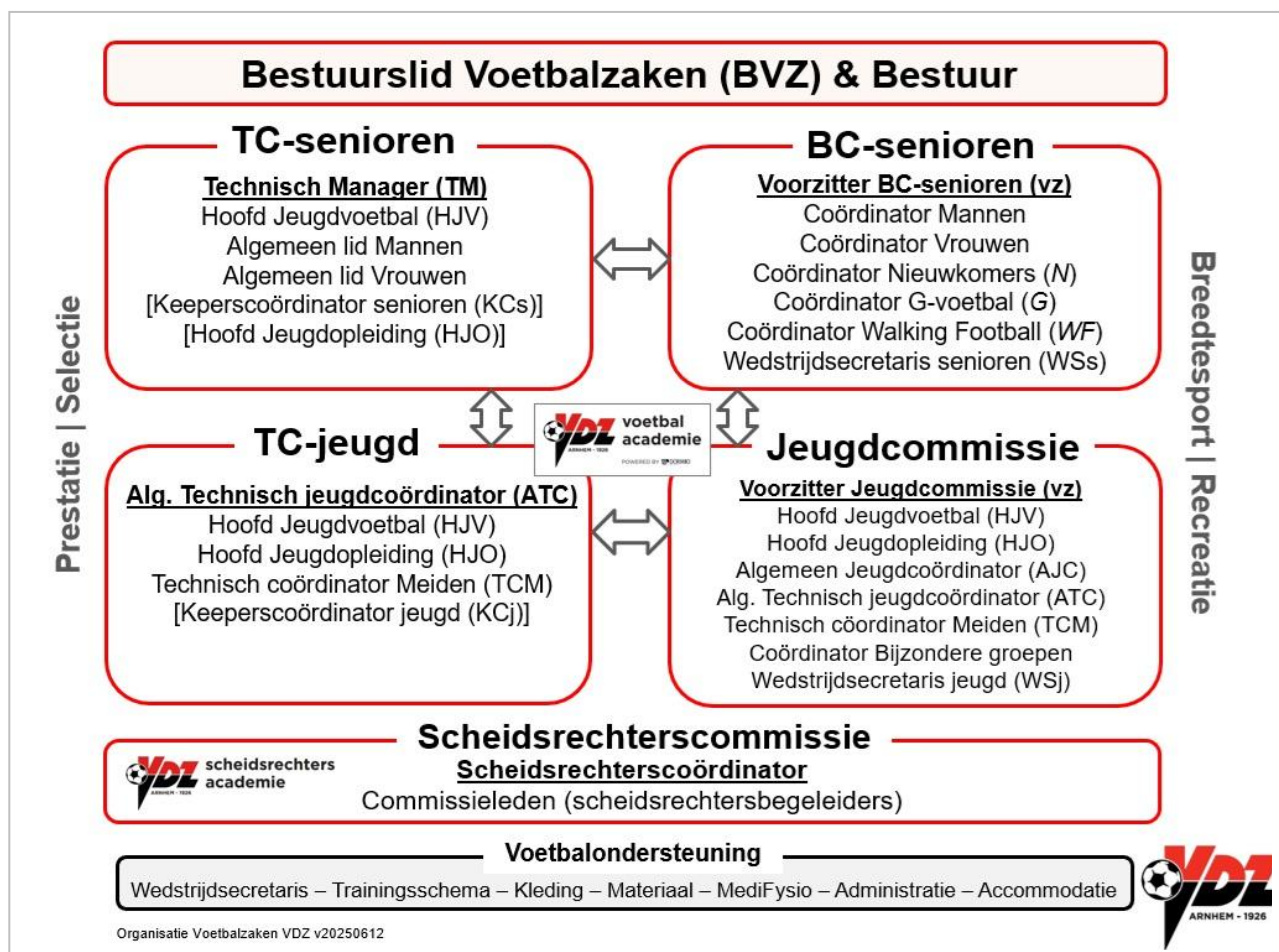 Bestuurslid Voetbalzaken (BVZ) & Bestuur
TC-senioren
Technisch Manager (TM)
Hoofd Jeugdvoetbal (HJV)
Algemeen lid Mannen
Algemeen lid Vrouwen
[Keeperscoördinator senioren (KCs)]
[Hoofd Jeugdopleiding (HJO)]
BC-senioren
Voorzitter BC-senioren (vz)
Coördinator Mannen
Coördinator Vrouwen
Coördinator Nieuwkomers (N)
Coördinator G-voetbal (G)
Coördinator Walking Football (WF)
Wedstrijdsecretaris senioren (WSs)
Prestatie | Selectie
Breedtesport | Recreatie
VDZ
ARNHEM - 1926
voetbal
academie
POWERED BY
TC-jeugd
Alg. Technisch jeugdcoördinator (ATC)
Hoofd Jeugdvoetbal (HJV)
Hoofd Jeugdopleiding (HJO)
Technisch coördinator Meiden (TCM)
[Keeperscoördinator jeugd (KCj)]
Jeugdcommissie
Voorzitter Jeugdcommissie (vz)
Hoofd Jeugdvoetbal (HJV)
Hoofd Jeugdopleiding (HJO)
Algemeen Jeugdcoördinator (AJC)
Alg. Technisch jeugdcoördinator (ATC)
Technisch cöordinator Meiden (TCM)
Coördinator Bijzondere groepen
Wedstrijdsecretaris jeugd (WSj)
Scheidsrechterscommissie
VDZ
ARNHEM - 1926
scheidsrechters
academie
Scheidsrechterscoördinator
Commissieleden (scheidsrechtersbegeleiders)
Voetbalondersteuning
Wedstrijdsecretaris – Trainingsschema – Kleding – Materiaal – MediFysio – Administratie – Accommodatie
VDZ
ARNHEM - 1926
Organisatie Voetbalzaken VDZ v20250612